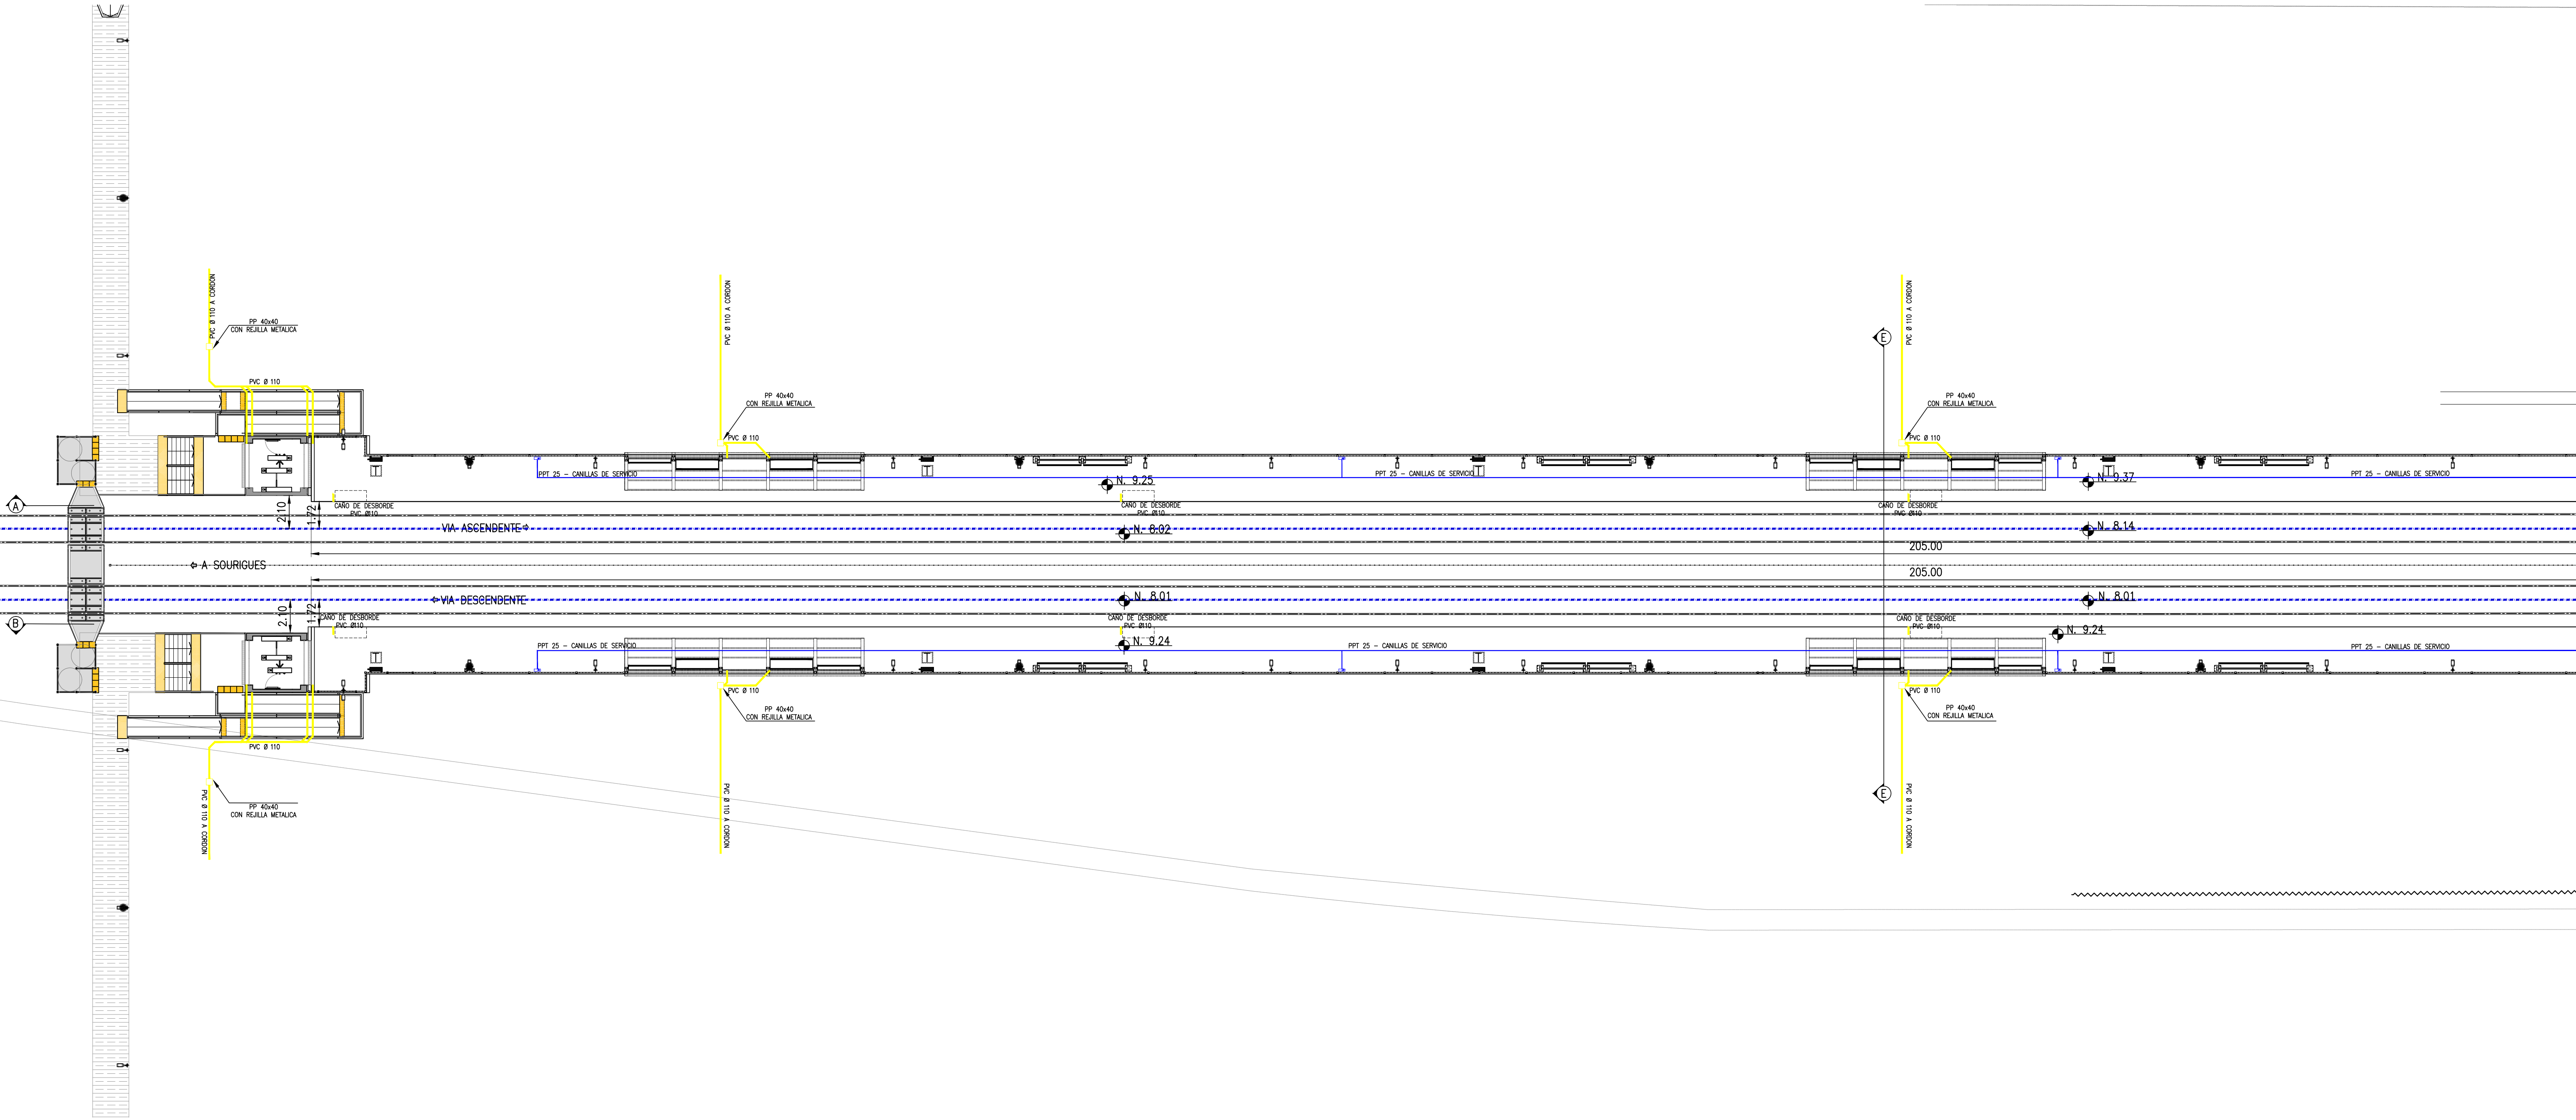 PVC Ø 110 A CORDON
PVC Ø 110 A CORDON
PVC Ø 110 A CORDON
PP 40x40
CON REJILLA METALICA
E
PVC Ø 110
PP 40x40
CON REJILLA METALICA
PP 40x40
CON REJILLA METALICA
PVC Ø 110
PVC Ø 110
PPT 25 - CANILLAS DE SERVICIO
PPT 25 - CANILLAS DE SERVICIO
PPT 25 - CANILLAS DE SERVICIO
N. 9.25
N. 9.37
A
2.10
1.72
CAÑO DE DESBORDE
PVC Ø110
CAÑO DE DESBORDE
PVC Ø110
CAÑO DE DESBORDE
PVC Ø110
VIA ASCENDENTE
N. 8.02
N. 8.14
205.00
A SOURIGUES
205.00
VIA DESCENDENTE
N. 8.01
N. 8.01
2.10
1.72
B
CAÑO DE DESBORDE
PVC Ø110
CAÑO DE DESBORDE
PVC Ø110
CAÑO DE DESBORDE
PVC Ø110
N. 9.24
N. 9.24
PPT 25 - CANILLAS DE SERVICIO
PPT 25 - CANILLAS DE SERVICIO
PPT 25 - CANILLAS DE SERVICIO
PVC Ø 110
PVC Ø 110
PP 40x40
CON REJILLA METALICA
PP 40x40
CON REJILLA METALICA
PVC Ø 110
PP 40x40
CON REJILLA METALICA
E
PVC Ø 110 A CORDON
PVC Ø 110 A CORDON
PVC Ø 110 A CORDON